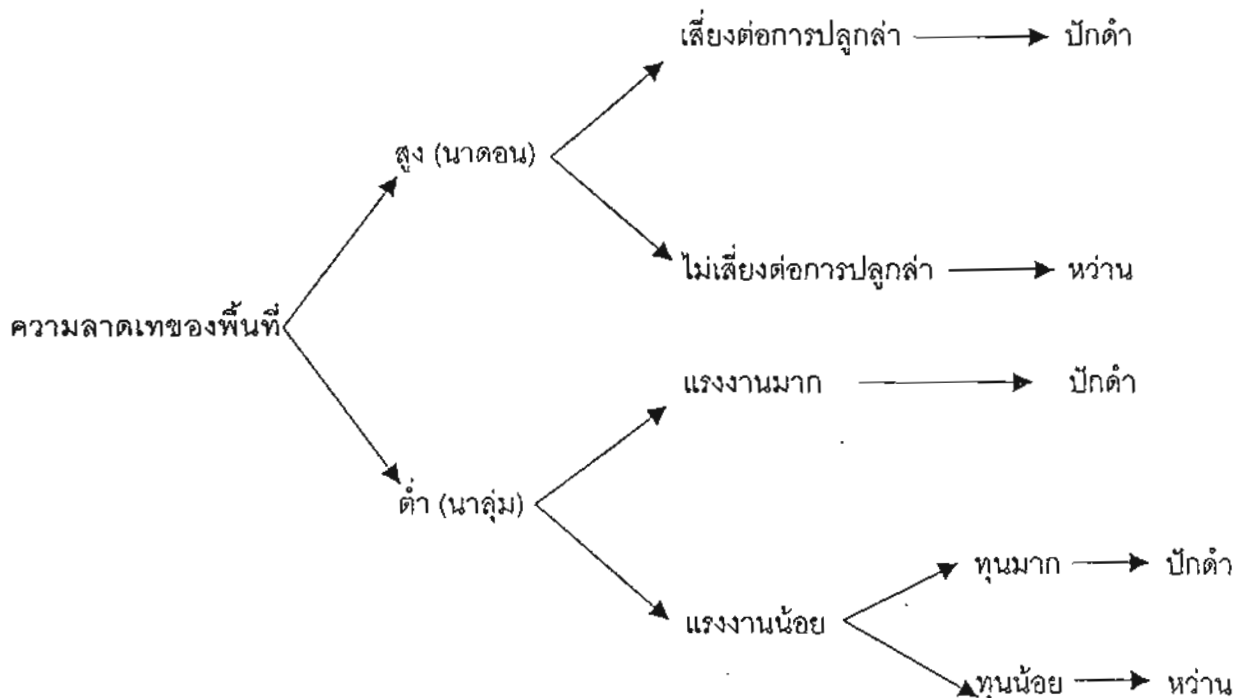 เสี่ยงต่อการปลูกล่า ปักดำ
สูง (นาดอน)
ไม่เสี่ยงต่อการปลูกล่า หว่าน
ความลาดเทของพื้นที่
แรงงานมาก ปักดำ
ต่ำ (นาลุ่ม)
ทุนมาก ปักดำ
แรงงานน้อย
ทุนน้อย หว่าน